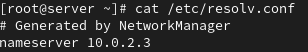 [root@server ~]# cat /etc/resolv.conf
# Generated by NetworkManager
nameserver 10.0.2.3